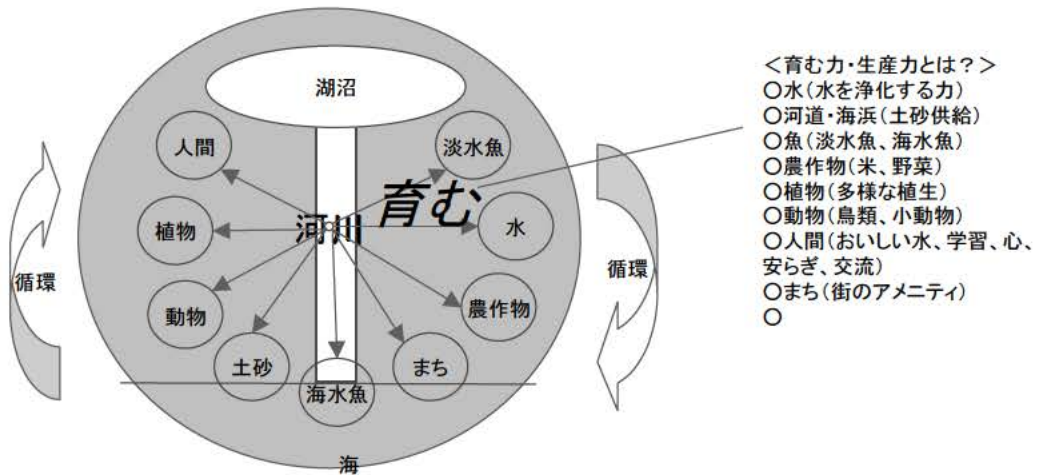 湖沼
人間
淡水魚
育む
植物
河川
水
循環
循環
動物
農作物
土砂
まち
海水魚
海
＜育む力・生産力とは？＞
○水(水を浄化する力)
○河道・海浜(土砂供給)
○魚(淡水魚、海水魚)
○農作物(米、野菜)
○植物(多様な植生)
○動物(鳥類、小動物)
○人間(おいしい水、学習、心、
安らぎ、交流)
○まち(街のアメニティ)
○